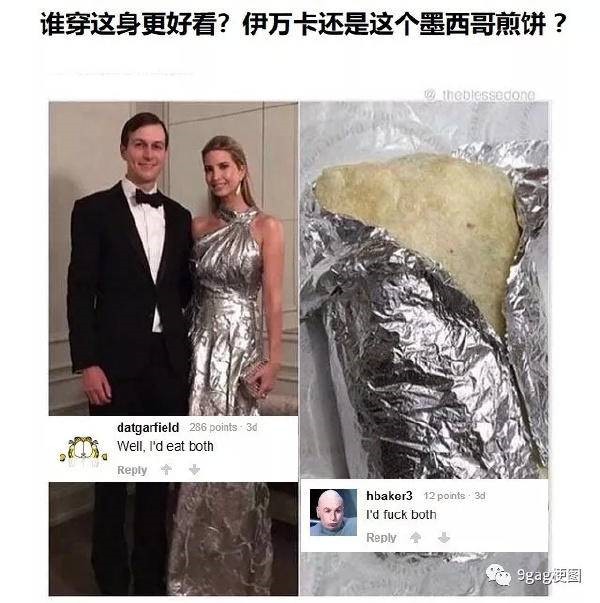 谁穿这身更好看？伊万卡还是这个墨西哥煎饼？
@_theblessedone
datgarfield 286 points · 3d
Well, I'd eat both
Reply
hbaker3 12 points · 3d
I'd fuck both
Reply
9gag梗图